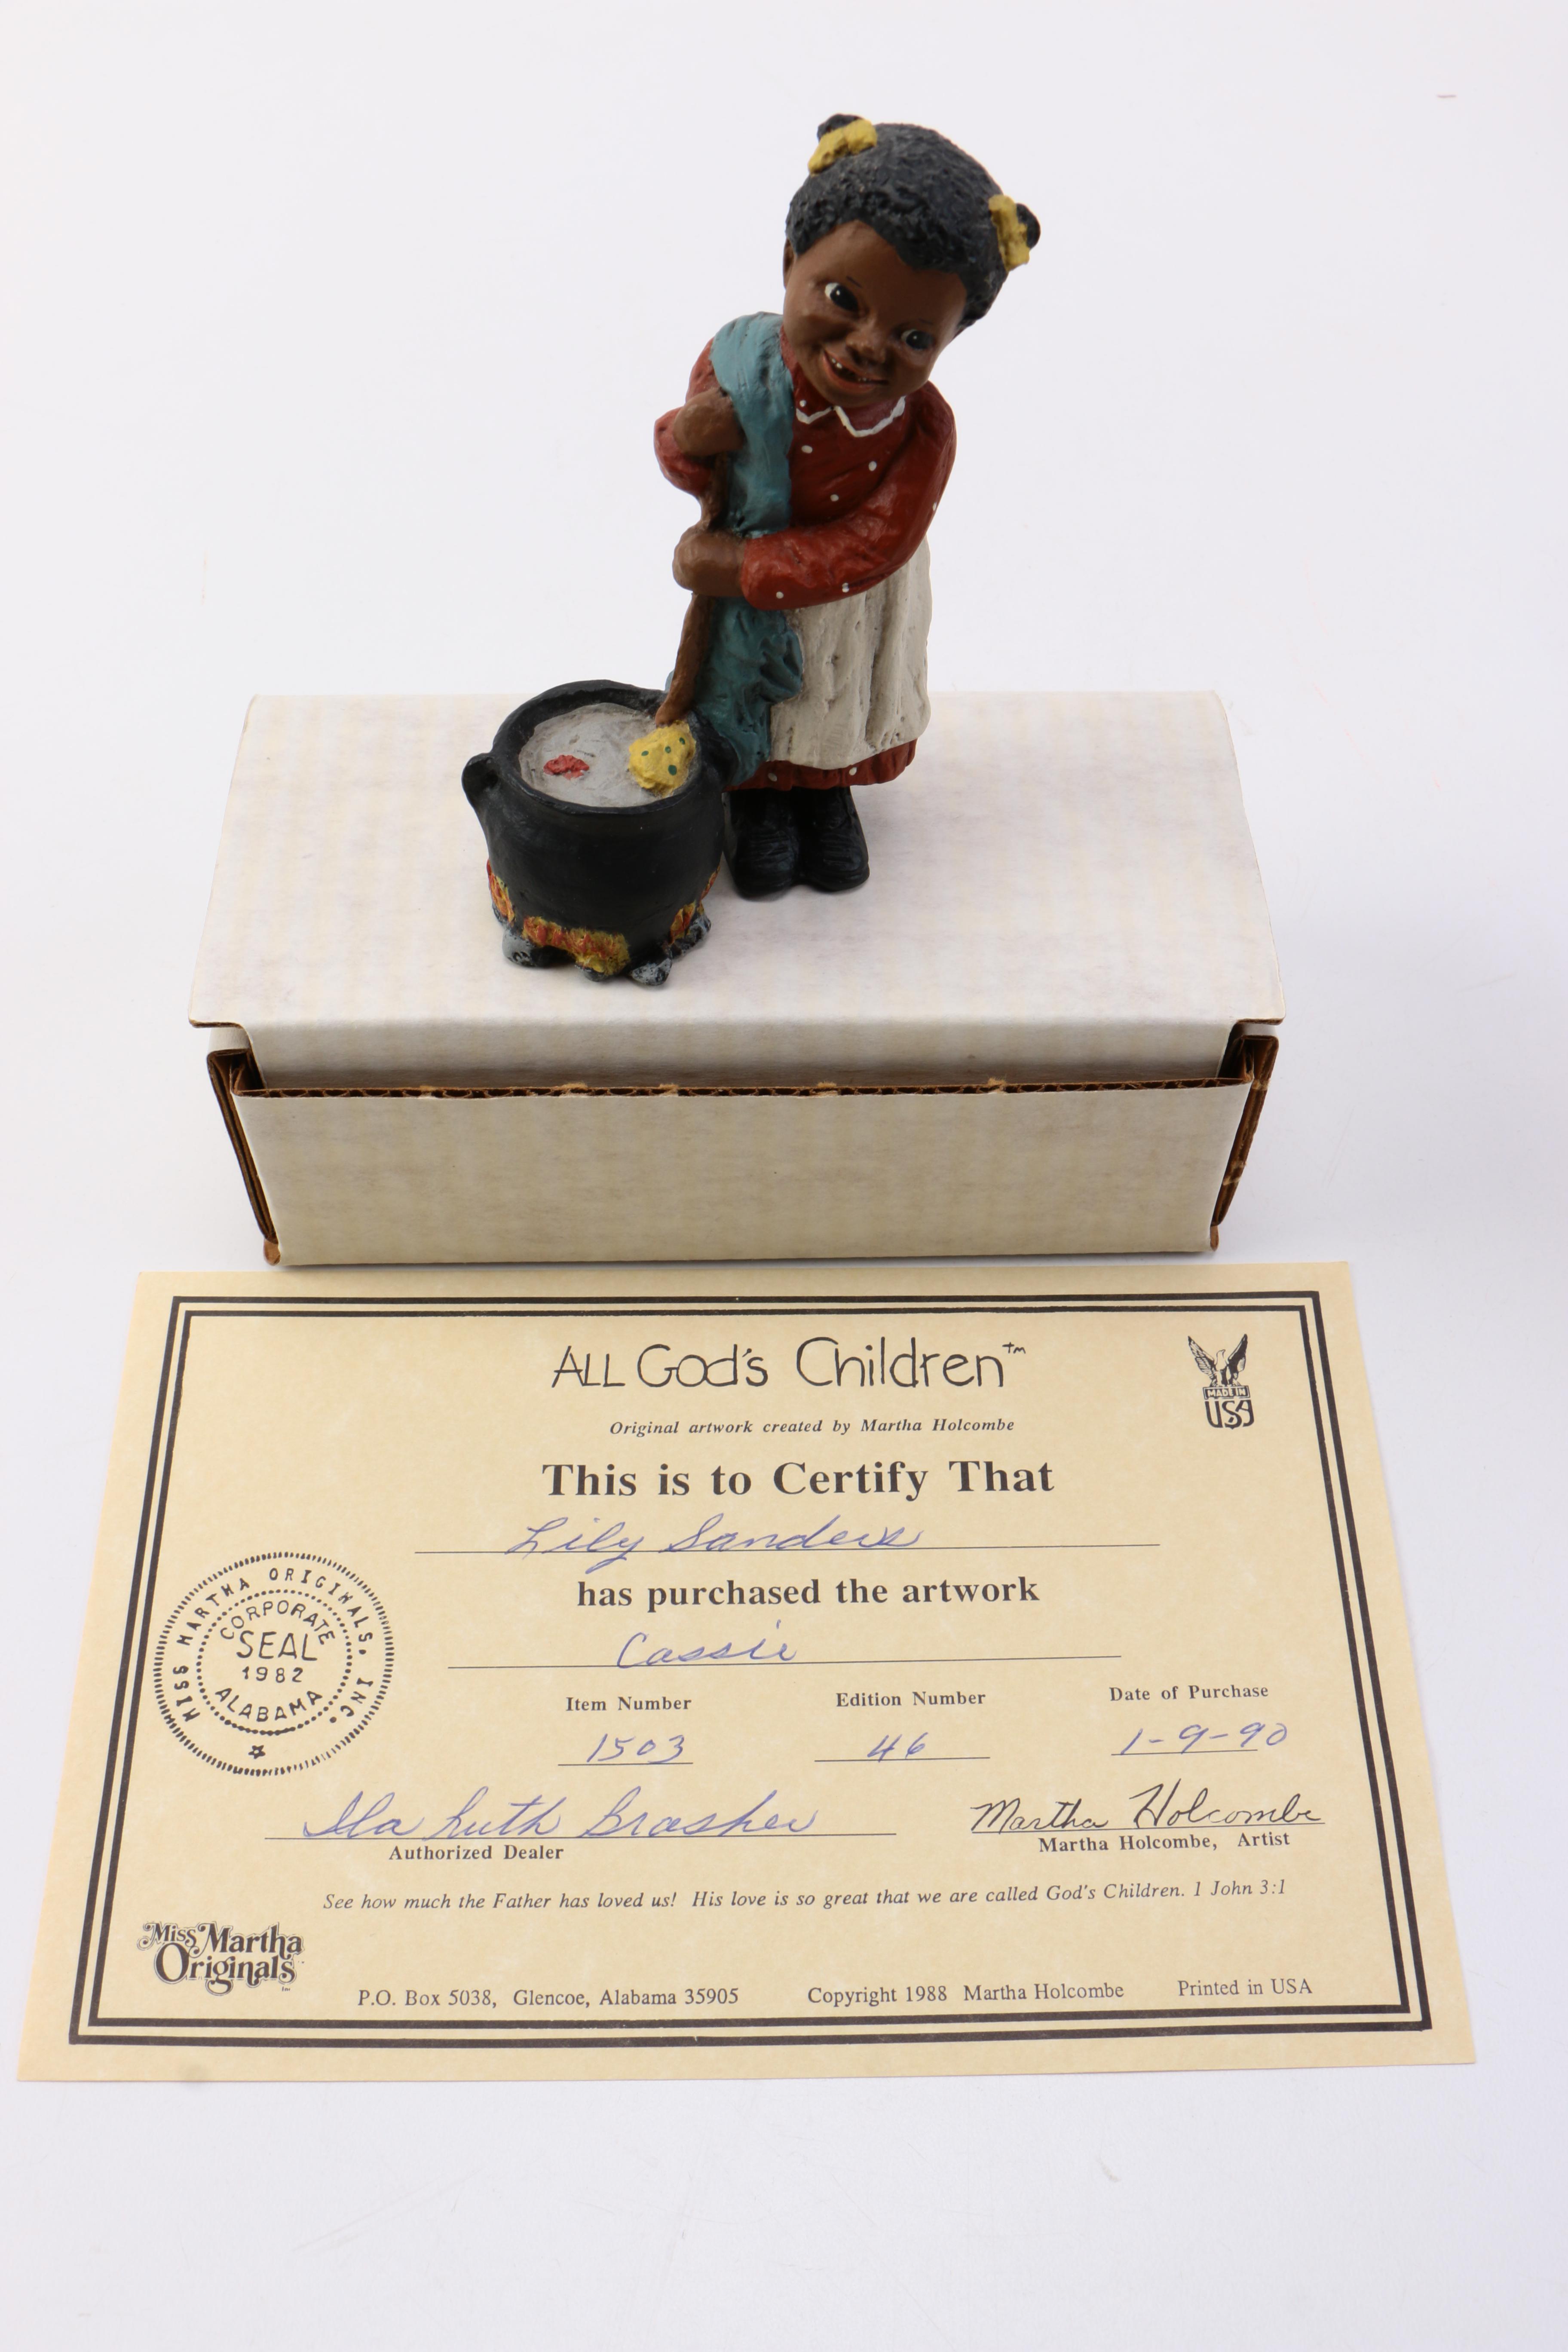 ALL God's Children™
MADE IN
USA
Original artwork created by Martha Holcombe
This is to Certify That
Lily Sanders
has purchased the artwork
Cassie
MISS MARTHA ORIGINALS, INC.
CORPORATE
SEAL
1982
ALABAMA
Item Number Edition Number Date of Purchase
1503 46 1-9-90
Ila Ruth Brasher Martha Holcombe
Authorized Dealer Martha Holcombe, Artist
See how much the Father has loved us! His love is so great that we are called God's Children. 1 John 3:1
Miss Martha
Originals
P.O. Box 5038, Glencoe, Alabama 35905 Copyright 1988 Martha Holcombe Printed in USA